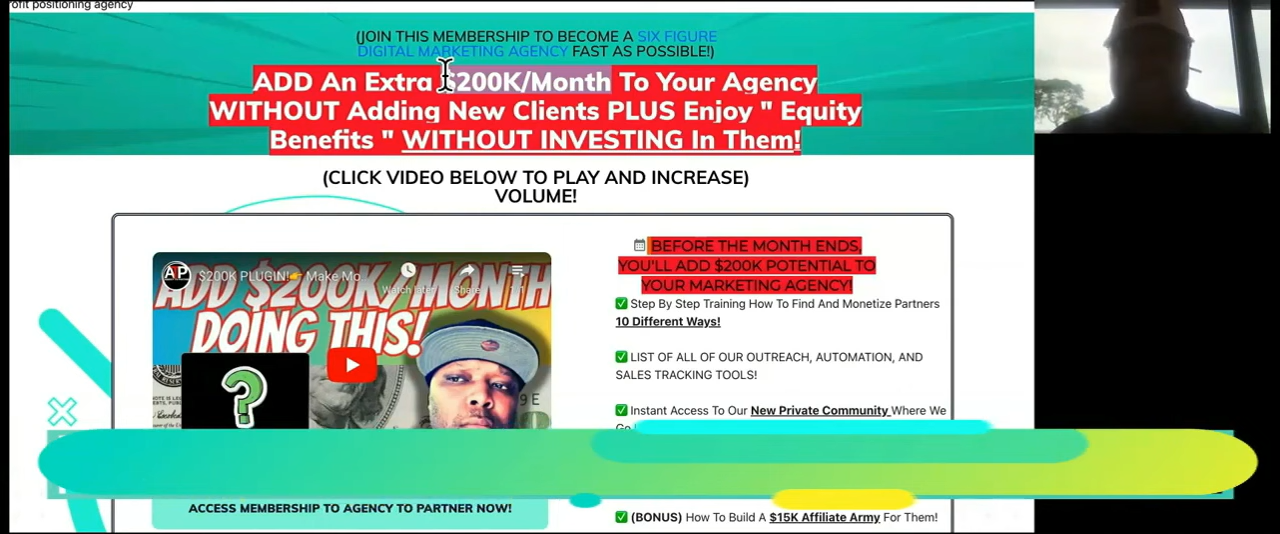 ofit positioning agency
(JOIN THIS MEMBERSHIP TO BECOME A SIX FIGURE
DIGITAL MARKETING AGENCY FAST AS POSSIBLE!)
ADD An Extra $200K/Month To Your Agency
WITHOUT Adding New Clients PLUS Enjoy " Equity
Benefits " WITHOUT INVESTING In Them!
(CLICK VIDEO BELOW TO PLAY AND INCREASE)
VOLUME!
AP $200K PLUGIN!👉 Make Mo...
Watch later Share 1/1
ADD $200K/MONTH
DOING THIS!
?
9 E
ACCESS MEMBERSHIP TO AGENCY TO PARTNER NOW!
BEFORE THE MONTH ENDS,
YOU'LL ADD $200K POTENTIAL TO
YOUR MARKETING AGENCY!
✅ Step By Step Training How To Find And Monetize Partners
10 Different Ways!
✅ LIST OF ALL OF OUR OUTREACH, AUTOMATION, AND
SALES TRACKING TOOLS!
✅ Instant Access To Our New Private Community Where We
Go
✅ (BONUS) How To Build A $15K Affiliate Army For Them!